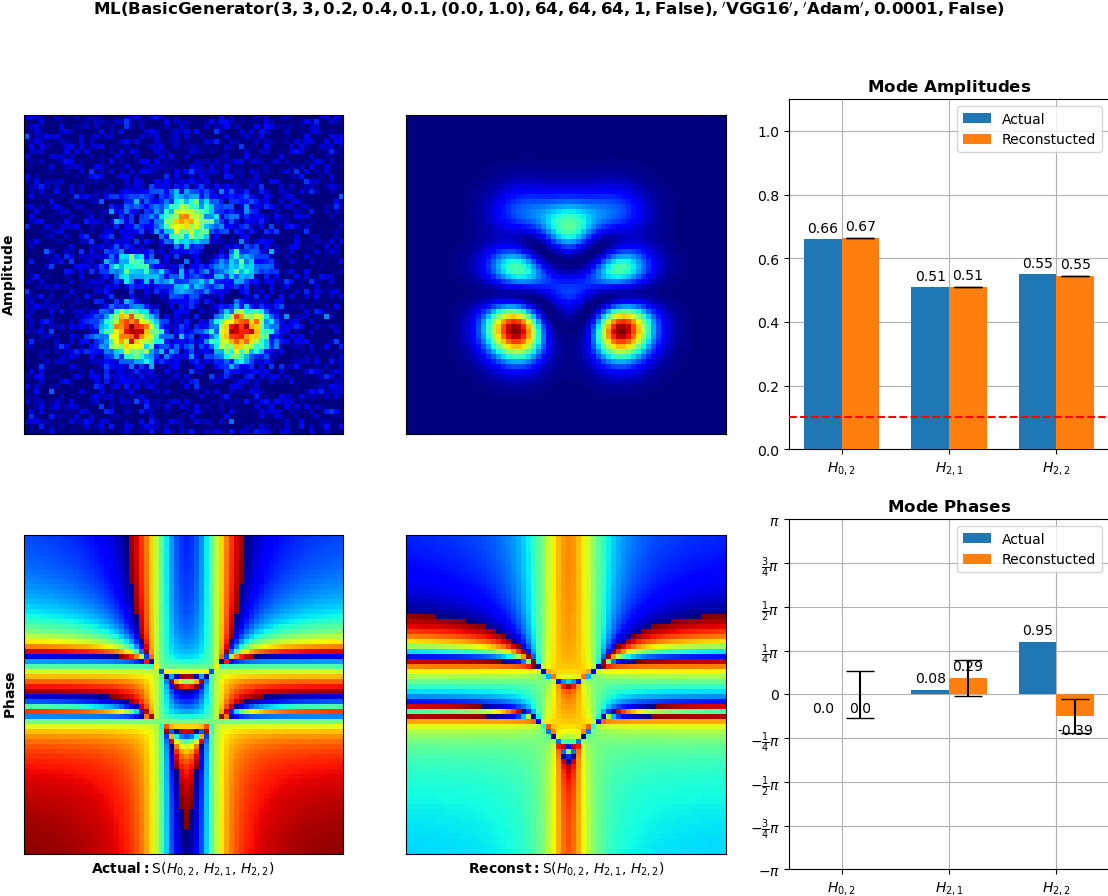 ML(BasicGenerator(3, 3, 0.2, 0.4, 0.1, (0.0, 1.0), 64, 64, 64, 1, False), ′VGG16′, ′Adam′, 0.0001, False)
Amplitude
Mode Amplitudes
Actual
Reconstucted
1.0
0.8
0.6
0.4
0.2
0.0
0.66 0.67
0.51 0.51
0.55 0.55
H0, 2
H2, 1
H2, 2
Phase
Actual: S(H0, 2, H2, 1, H2, 2)
Reconst: S(H0, 2, H2, 1, H2, 2)
Mode Phases
Actual
Reconstucted
π
3/4π
1/2π
1/4π
0
−1/4π
−1/2π
−3/4π
−π
0.0 0.0
0.08 0.29
0.95 -0.39
H0, 2
H2, 1
H2, 2